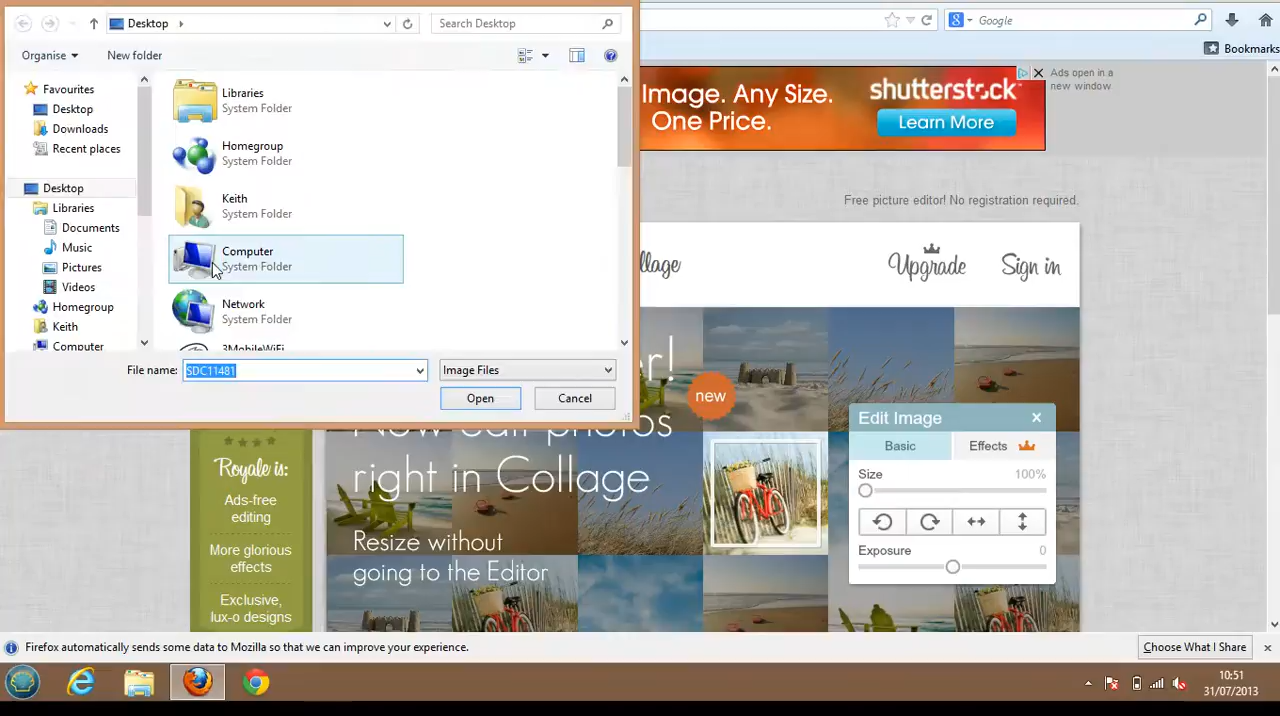 Desktop
Search Desktop
Organise
New folder
Favourites
Desktop
Downloads
Recent places
Desktop
Libraries
Documents
Music
Pictures
Videos
Homegroup
Keith
Computer
Libraries
System Folder
Homegroup
System Folder
Keith
System Folder
Computer
System Folder
Network
System Folder
3MobileWiFi
File name:
SDC11481
Image Files
Open
Cancel
Google
Bookmarks
Image. Any Size.
One Price.
shutterstock
Learn More
Ads open in a
new window
Free picture editor! No registration required.
Upgrade
Sign in
new
Now edit photos
right in Collage
Resize without
going to the Editor
Edit Image
Basic
Effects
Size
100%
Exposure
0
Royale is:
Ads-free
editing
More glorious
effects
Exclusive,
lux-o designs
Firefox automatically sends some data to Mozilla so that we can improve your experience.
Choose What I Share
10:51
31/07/2013